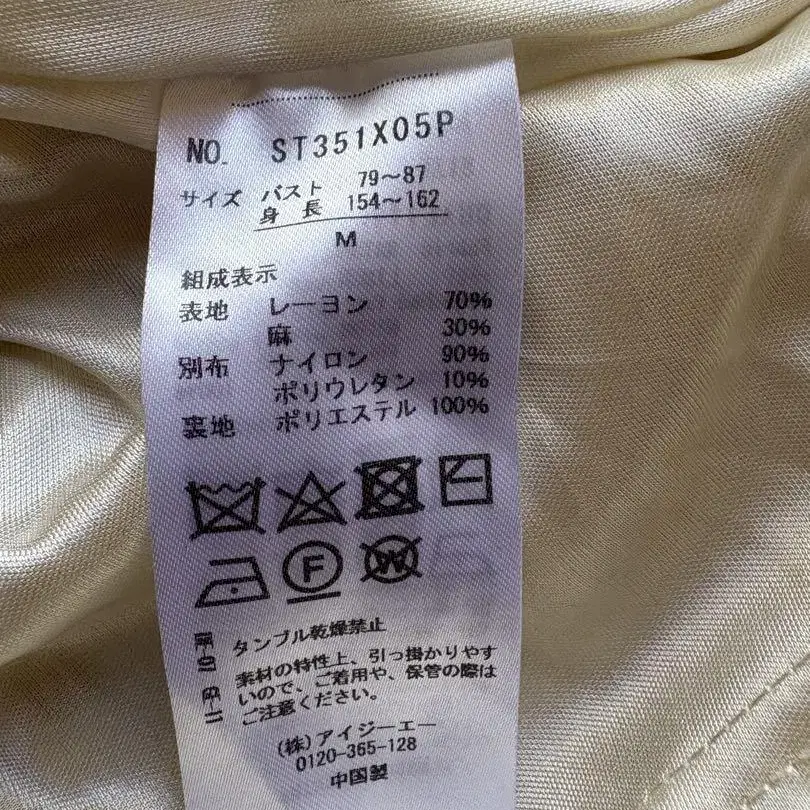 NO. ST351X05P
サイズ バスト 79～87
身長 154～162
M
組成表示
表地 レーヨン 70%
麻 30%
別布 ナイロン 90%
ポリウレタン 10%
裏地 ポリエステル 100%
F
W
タンブル乾燥禁止
素材の特性上、引っ掛かりやす
いので、ご着用や、保管の際は
ご注意ください。
(株)アイジーエー
0120-365-128
中国製